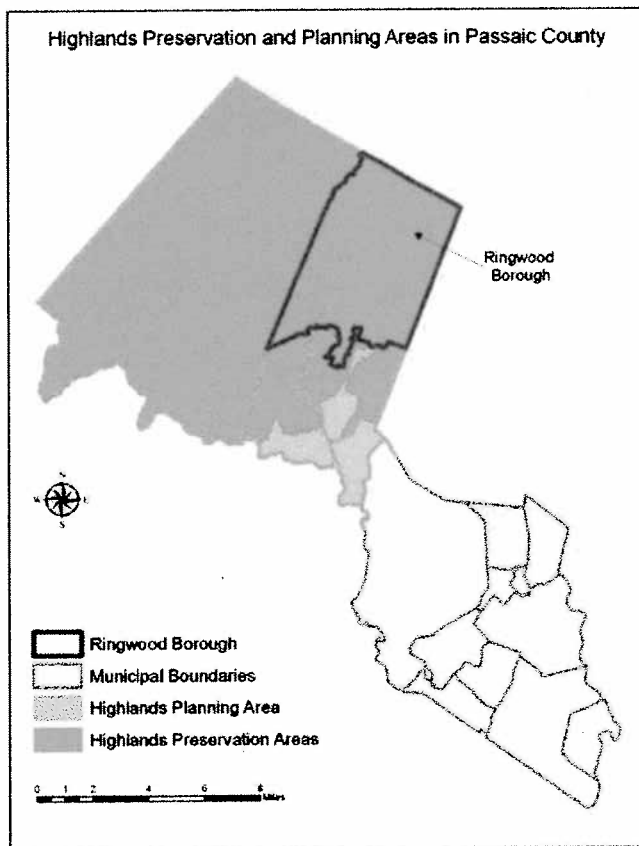 Highlands Preservation and Planning Areas in Passaic County
Ringwood
Borough
N
W
E
S
Ringwood Borough
Municipal Boundaries
Highlands Planning Area
Highlands Preservation Areas
0 1 2 4 6 8
Miles